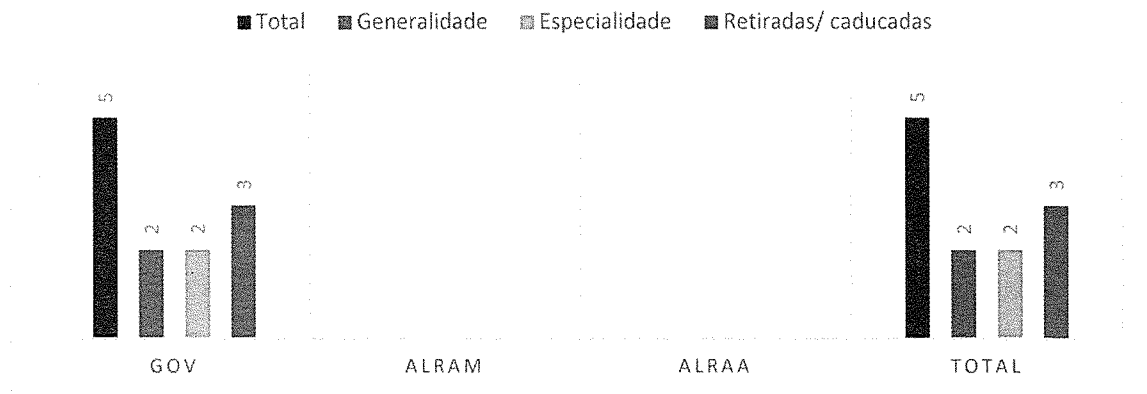 Total Generalidade Especialidade Retiradas/ caducadas
5 2 2 3 5 2 2 3
GOV ALRAM ALRAA TOTAL